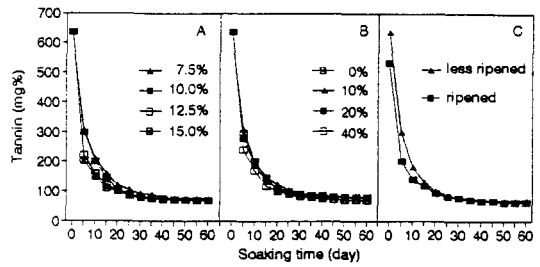 700
600
500
400
300
200
100
0
Tannin (mg%)
A
7.5%
10.0%
12.5%
15.0%
0 10 20 30 40 50 60
B
0%
10%
20%
40%
0 10 20 30 40 50 60
C
less ripened
ripened
0 10 20 30 40 50 60
Soaking time (day)